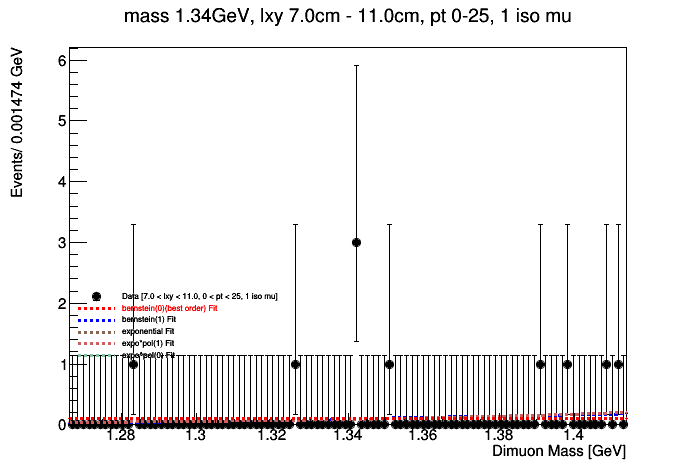 mass 1.34GeV, lxy 7.0cm - 11.0cm, pt 0-25, 1 iso mu
Events/ 0.001474 GeV
6
5
4
3
2
1
0
Data [7.0 < lxy < 11.0, 0 < pt < 25, 1 iso mu]
bernstein(0)(best order) Fit
bernstein(1) Fit
exponential Fit
expo*pol(1) Fit
expo*pol(0) Fit
1.28 1.3 1.32 1.34 1.36 1.38 1.4
Dimuon Mass [GeV]